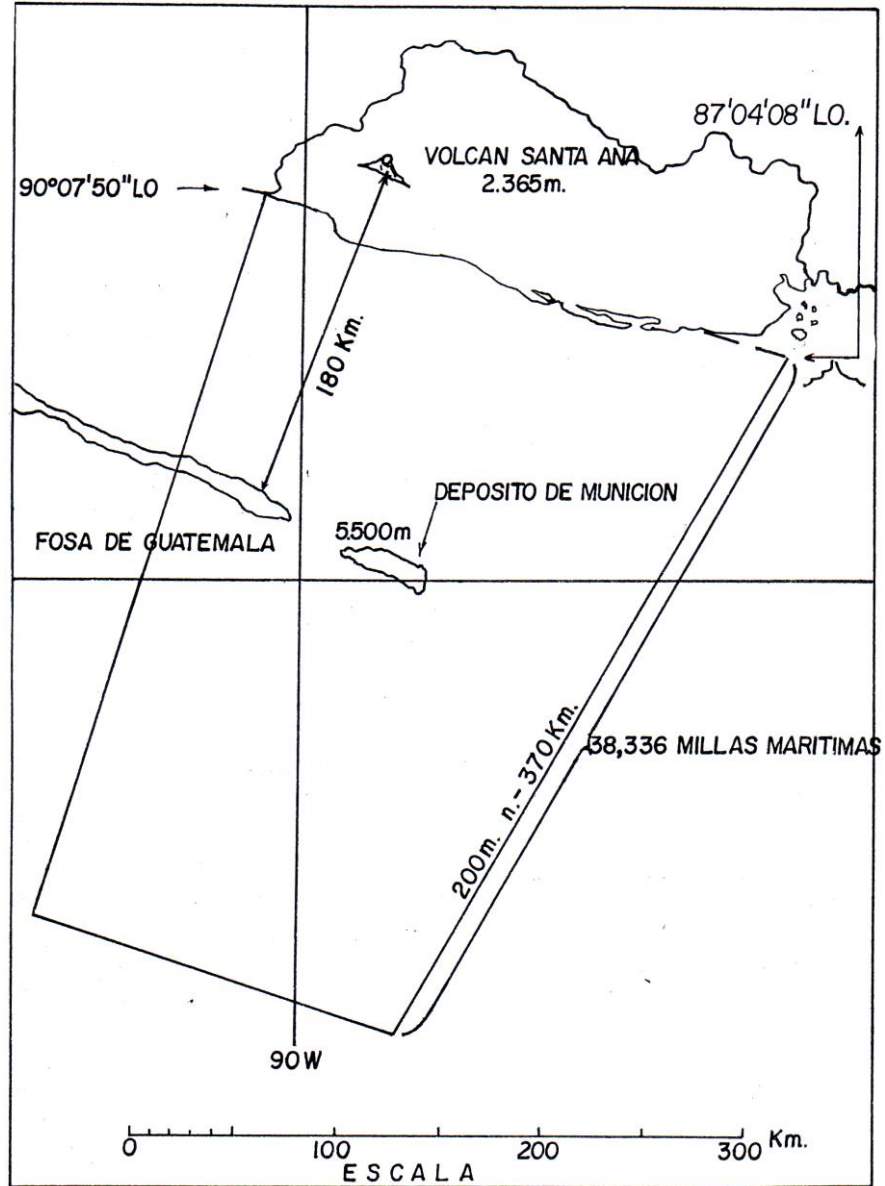 87'04'08" LO.
VOLCAN SANTA ANA
2.365m.
90°07'50" LO
180 Km.
DEPOSITO DE MUNICION
5.500m
FOSA DE GUATEMALA
200m. n.- 370 Km.
38,336 MILLAS MARITIMAS
90W
0 100 200 300 Km.
ESCALA